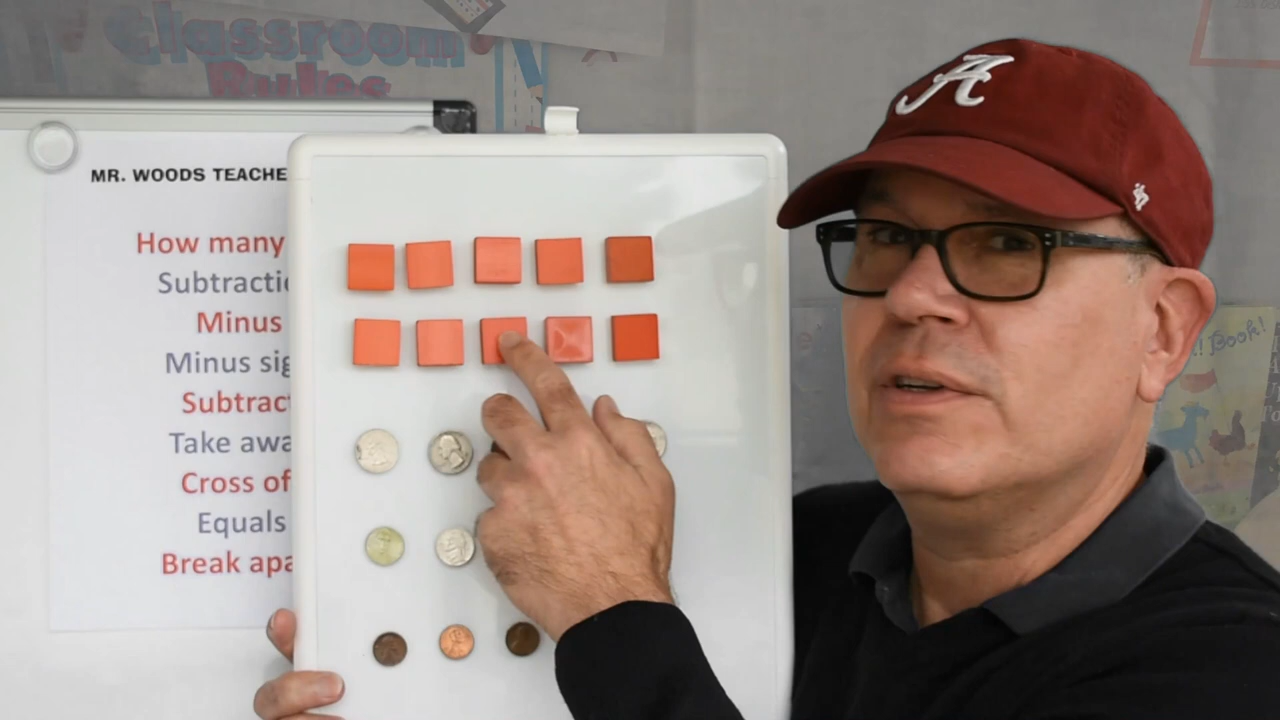 Classroom
Rules
MR. WOODS TEACHE
How many
Subtractic
Minus
Minus sig
Subtract
Take awa
Cross of
Equals
Break apa
A
Book!